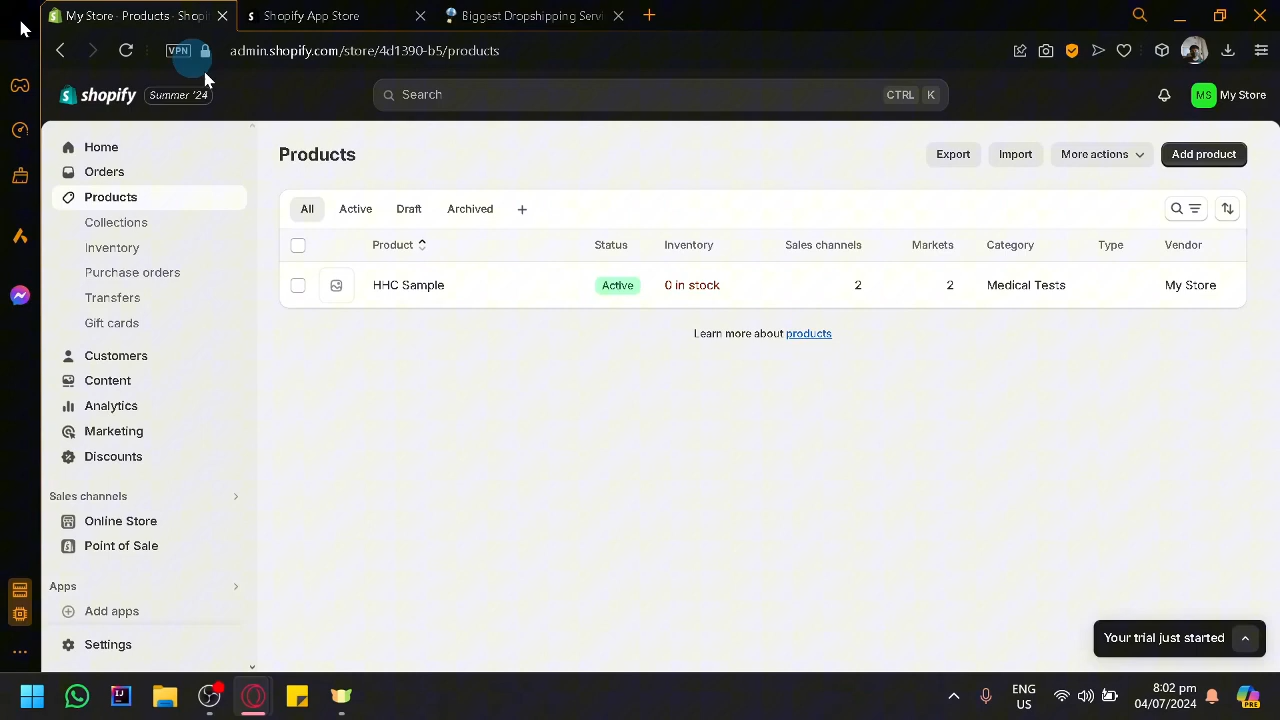 My Store - Products · Shopi
Shopify App Store
Biggest Dropshipping Servi
VPN
admin.shopify.com/store/4d1390-b5/products
shopify
Summer '24
Search
CTRL K
MS
My Store
Home
Orders
Products
Collections
Inventory
Purchase orders
Transfers
Gift cards
Customers
Content
Analytics
Marketing
Discounts
Sales channels
Online Store
Point of Sale
Apps
Add apps
Settings
Products
Export
Import
More actions
Add product
All
Active
Draft
Archived
Product
Status
Inventory
Sales channels
Markets
Category
Type
Vendor
HHC Sample
Active
0 in stock
2
2
Medical Tests
My Store
Learn more about products
Your trial just started
ENG
US
8:02 pm
04/07/2024
PRE